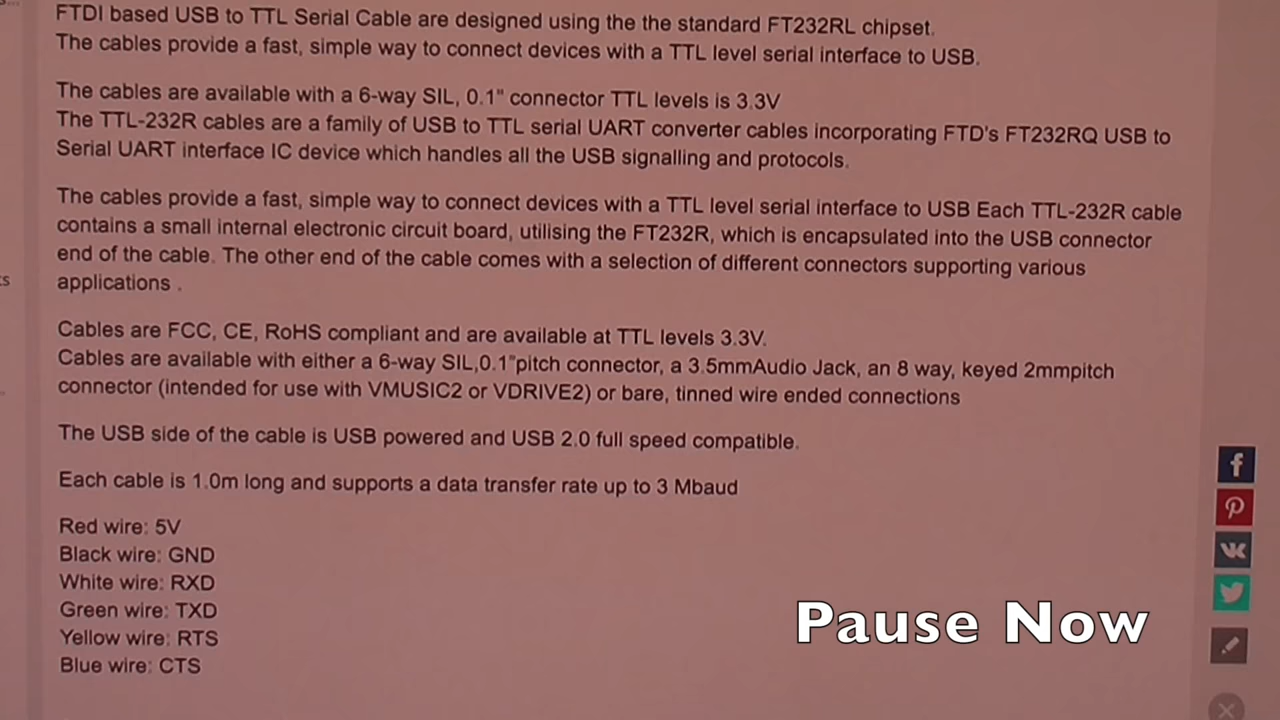 FTDI based USB to TTL Serial Cable are designed using the the standard FT232RL chipset.
The cables provide a fast, simple way to connect devices with a TTL level serial interface to USB.
The cables are available with a 6-way SIL, 0.1" connector TTL levels is 3.3V
The TTL-232R cables are a family of USB to TTL serial UART converter cables incorporating FTD's FT232RQ USB to
Serial UART interface IC device which handles all the USB signalling and protocols.
The cables provide a fast, simple way to connect devices with a TTL level serial interface to USB Each TTL-232R cable
contains a small internal electronic circuit board, utilising the FT232R, which is encapsulated into the USB connector
end of the cable. The other end of the cable comes with a selection of different connectors supporting various
applications .
Cables are FCC, CE, RoHS compliant and are available at TTL levels 3.3V.
Cables are available with either a 6-way SIL,0.1"pitch connector, a 3.5mmAudio Jack, an 8 way, keyed 2mmpitch
connector (intended for use with VMUSIC2 or VDRIVE2) or bare, tinned wire ended connections
The USB side of the cable is USB powered and USB 2.0 full speed compatible.
Each cable is 1.0m long and supports a data transfer rate up to 3 Mbaud
Red wire: 5V
Black wire: GND
White wire: RXD
Green wire: TXD
Yellow wire: RTS
Blue wire: CTS
Pause Now